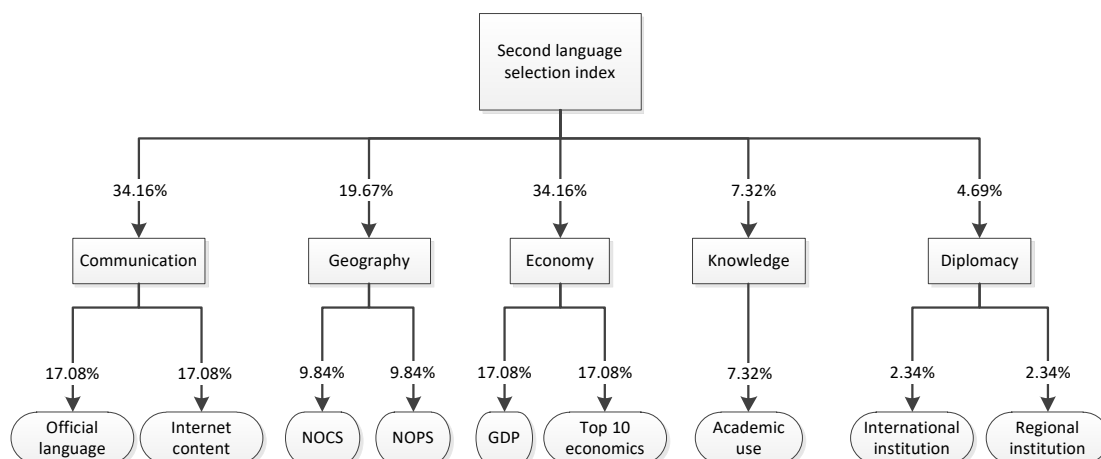 Second language
selection index
34.16%
19.67%
34.16%
7.32%
4.69%
Communication
Geography
Economy
Knowledge
Diplomacy
17.08%
17.08%
9.84%
9.84%
17.08%
17.08%
7.32%
2.34%
2.34%
Official
language
Internet
content
NOCS
NOPS
GDP
Top 10
economics
Academic
use
International
institution
Regional
institution